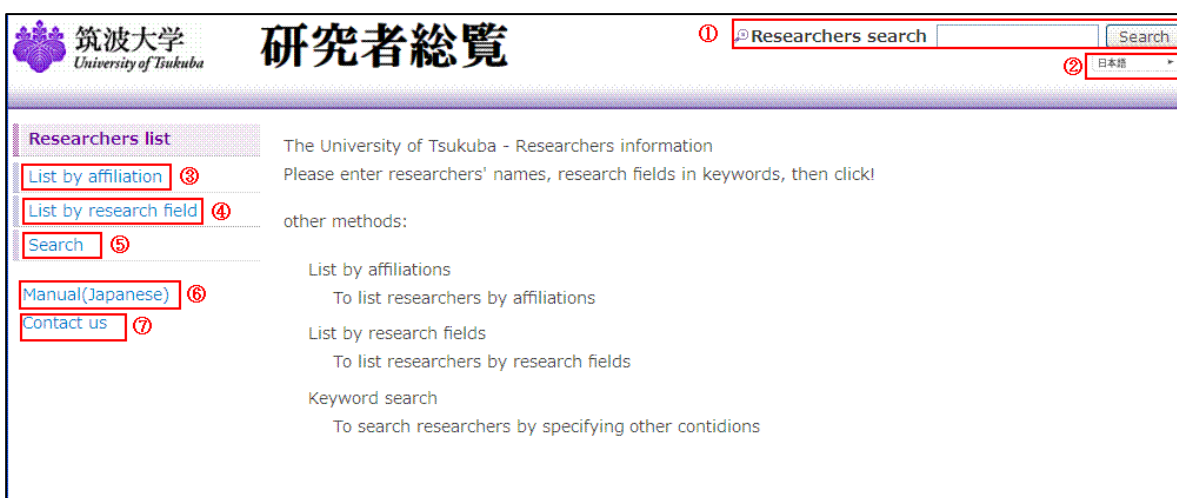 筑波大学
University of Tsukuba
研究者総覧
① Researchers search Search
② 日本語
Researchers list
List by affiliation ③
List by research field ④
Search ⑤
Manual(Japanese) ⑥
Contact us ⑦
The University of Tsukuba - Researchers information
Please enter researchers' names, research fields in keywords, then click!
other methods:
List by affiliations
To list researchers by affiliations
List by research fields
To list researchers by research fields
Keyword search
To search researchers by specifying other contidions